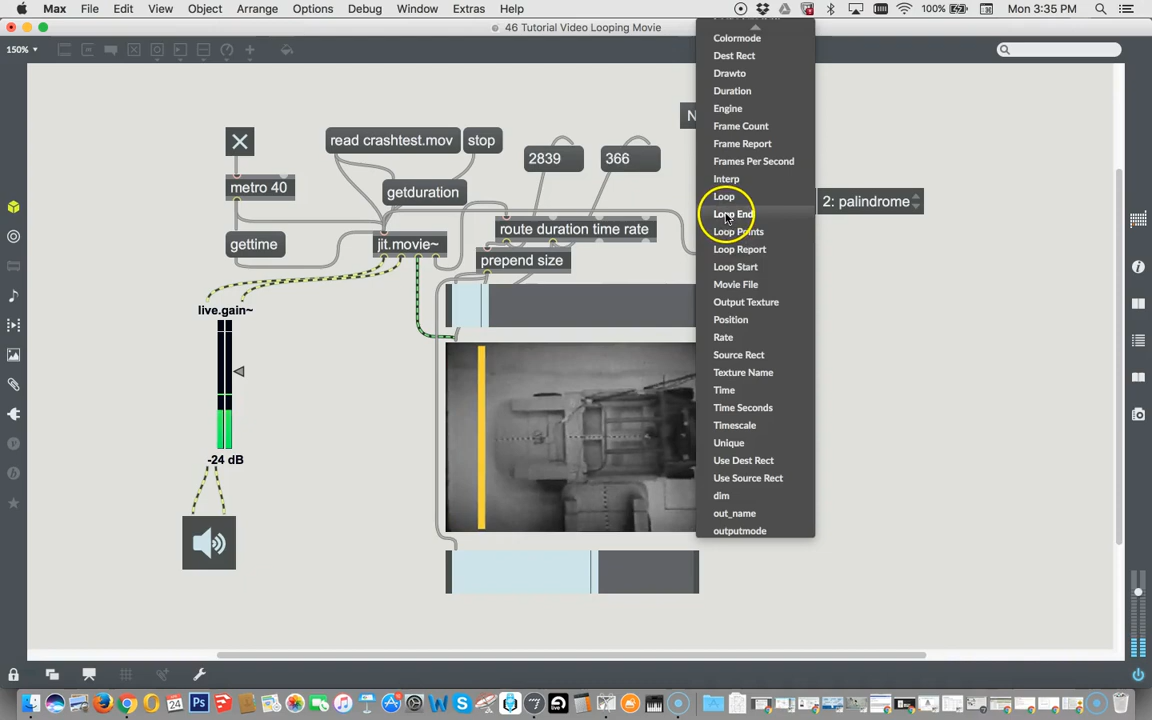 Max File Edit View Object Arrange Options Debug Window Extras Help
100% Mon 3:35 PM
46 Tutorial Video Looping Movie
150%
Colormode
Dest Rect
Drawto
Duration
Engine
Frame Count
Frame Report
Frames Per Second
Interp
Loop
Loop End
Loop Points
Loop Report
Loop Start
Movie File
Output Texture
Position
Rate
Source Rect
Texture Name
Time
Time Seconds
Timescale
Unique
Use Dest Rect
Use Source Rect
dim
out_name
outputmode
read crashtest.mov
stop
2839
366
metro 40
getduration
2: palindrome
route duration time rate
gettime
jit.movie~
prepend size
live.gain~
-24 dB